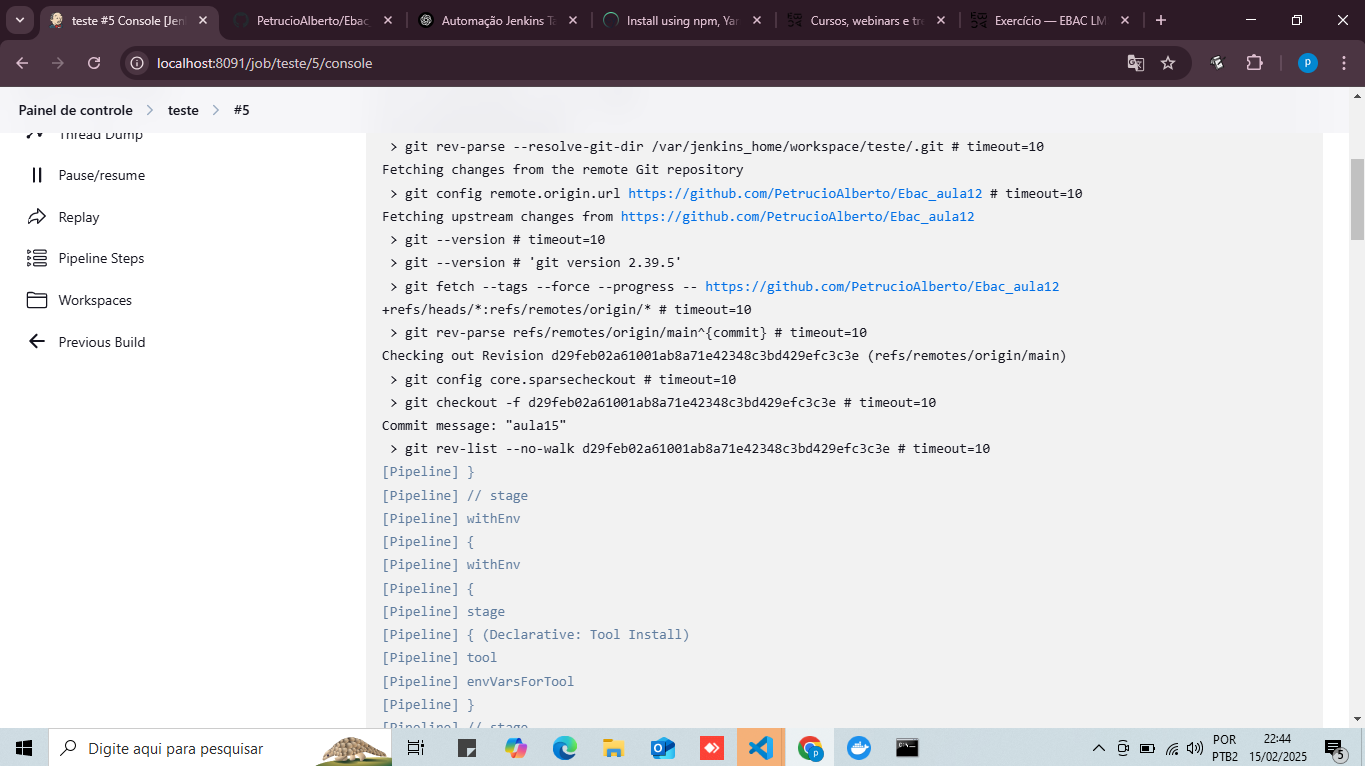 teste #5 Console [Jen
PetrucioAlberto/Ebac_
Automação Jenkins T
Install using npm, Yar
Cursos, webinars e tre
Exercício — EBAC LM
localhost:8091/job/teste/5/console
p
Painel de controle
teste
#5
Thread Dump
Pause/resume
Replay
Pipeline Steps
Workspaces
Previous Build
> git rev-parse --resolve-git-dir /var/jenkins_home/workspace/teste/.git # timeout=10
Fetching changes from the remote Git repository
> git config remote.origin.url https://github.com/PetrucioAlberto/Ebac_aula12 # timeout=10
Fetching upstream changes from https://github.com/PetrucioAlberto/Ebac_aula12
> git --version # timeout=10
> git --version # 'git version 2.39.5'
> git fetch --tags --force --progress -- https://github.com/PetrucioAlberto/Ebac_aula12
+refs/heads/*:refs/remotes/origin/* # timeout=10
> git rev-parse refs/remotes/origin/main^{commit} # timeout=10
Checking out Revision d29feb02a61001ab8a71e42348c3bd429efc3c3e (refs/remotes/origin/main)
> git config core.sparsecheckout # timeout=10
> git checkout -f d29feb02a61001ab8a71e42348c3bd429efc3c3e # timeout=10
Commit message: "aula15"
> git rev-list --no-walk d29feb02a61001ab8a71e42348c3bd429efc3c3e # timeout=10
[Pipeline] }
[Pipeline] // stage
[Pipeline] withEnv
[Pipeline] {
[Pipeline] withEnv
[Pipeline] {
[Pipeline] stage
[Pipeline] { (Declarative: Tool Install)
[Pipeline] tool
[Pipeline] envVarsForTool
[Pipeline] }
[Pipeline] // stage
Digite aqui para pesquisar
POR
PTB2
22:44
15/02/2025
5